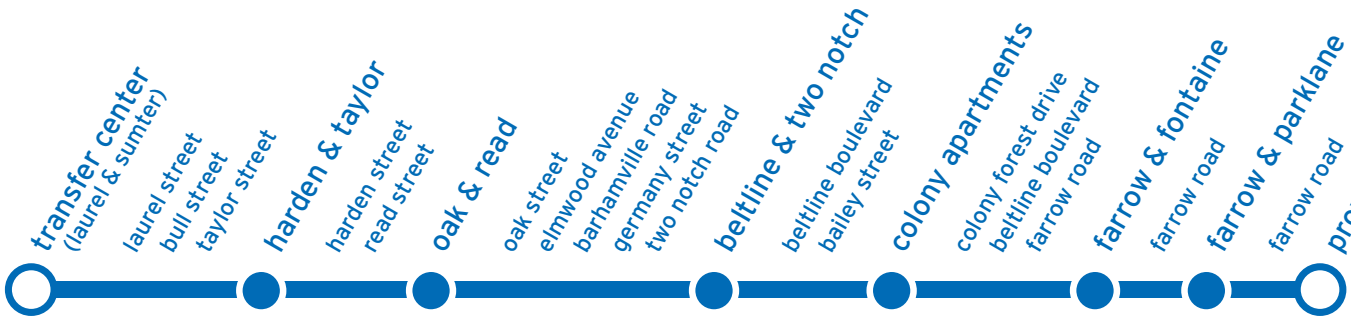 transfer center
(laurel & sumter)
laurel street
bull street
taylor street
harden & taylor
harden street
read street
oak & read
oak street
elmwood avenue
barhamville road
germany street
two notch road
beltline & two notch
beltline boulevard
bailey street
colony apartments
colony forest drive
beltline boulevard
farrow road
farrow & fontaine
farrow road
farrow & parklane
farrow road